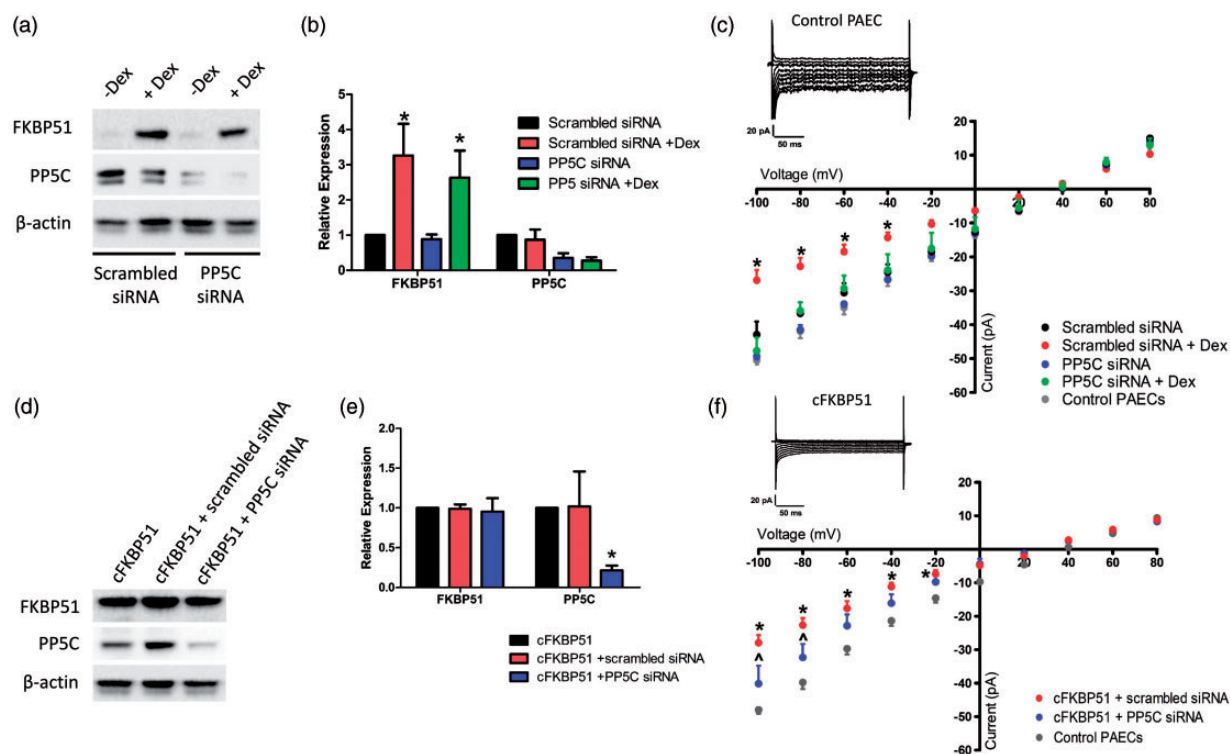 (a)
-Dex
+ Dex
-Dex
+ Dex
FKBP51
PP5C
β-actin
Scrambled siRNA
PP5C siRNA
(b)
Relative Expression
5
4
3
2
1
0
*
*
FKBP51
PP5C
Scrambled siRNA
Scrambled siRNA +Dex
PP5C siRNA
PP5 siRNA +Dex
(c)
Control PAEC
20 pA
50 ms
Voltage (mV)
-100 -80 -60 -40 -20 20 40 60 80
20
10
-10
-20
-30
-40
-50
-60
Current (pA)
* * * *
Scrambled siRNA
Scrambled siRNA + Dex
PP5C siRNA
PP5C siRNA + Dex
Control PAECs
(d)
cFKBP51
cFKBP51 + scrambled siRNA
cFKBP51 + PP5C siRNA
FKBP51
PP5C
β-actin
(e)
Relative Expression
2.0
1.5
1.0
0.5
0.0
*
FKBP51
PP5C
cFKBP51
cFKBP51 +scrambled siRNA
cFKBP51 +PP5C siRNA
(f)
cFKBP51
20 pA
50 ms
Voltage (mV)
-100 -80 -60 -40 -20 0 20 40 60 80
20
10
-10
-20
-30
-40
-50
-60
Current (pA)
* * * * *
^ ^
cFKBP51 + scrambled siRNA
cFKBP51 + PP5C siRNA
Control PAECs